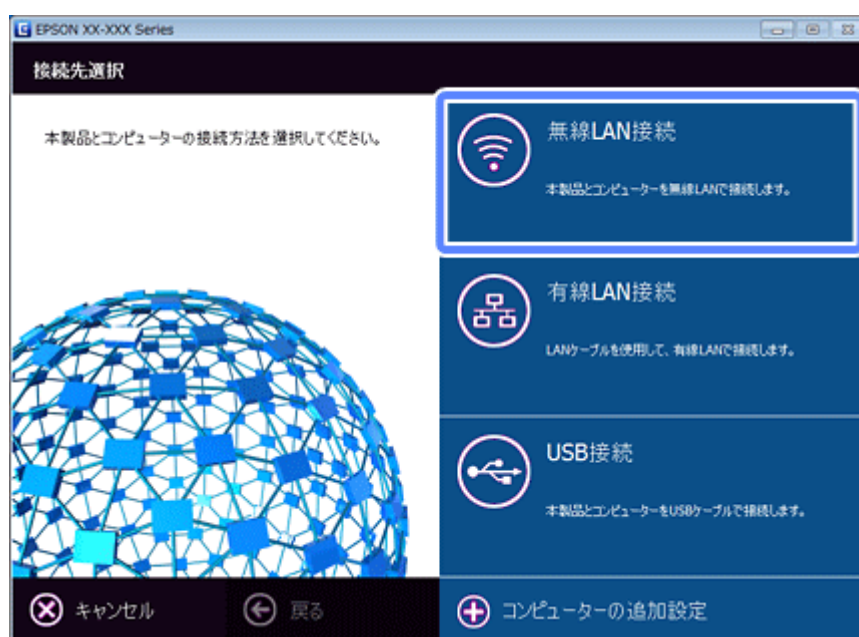 EPSON XX-XXX Series
接続先選択
本製品とコンピューターの接続方法を選択してください。
無線LAN接続
本製品とコンピューターを無線LANで接続します。
有線LAN接続
LANケーブルを使用して、有線LANで接続します。
USB接続
本製品とコンピューターをUSBケーブルで接続します。
キャンセル
戻る
コンピューターの追加設定